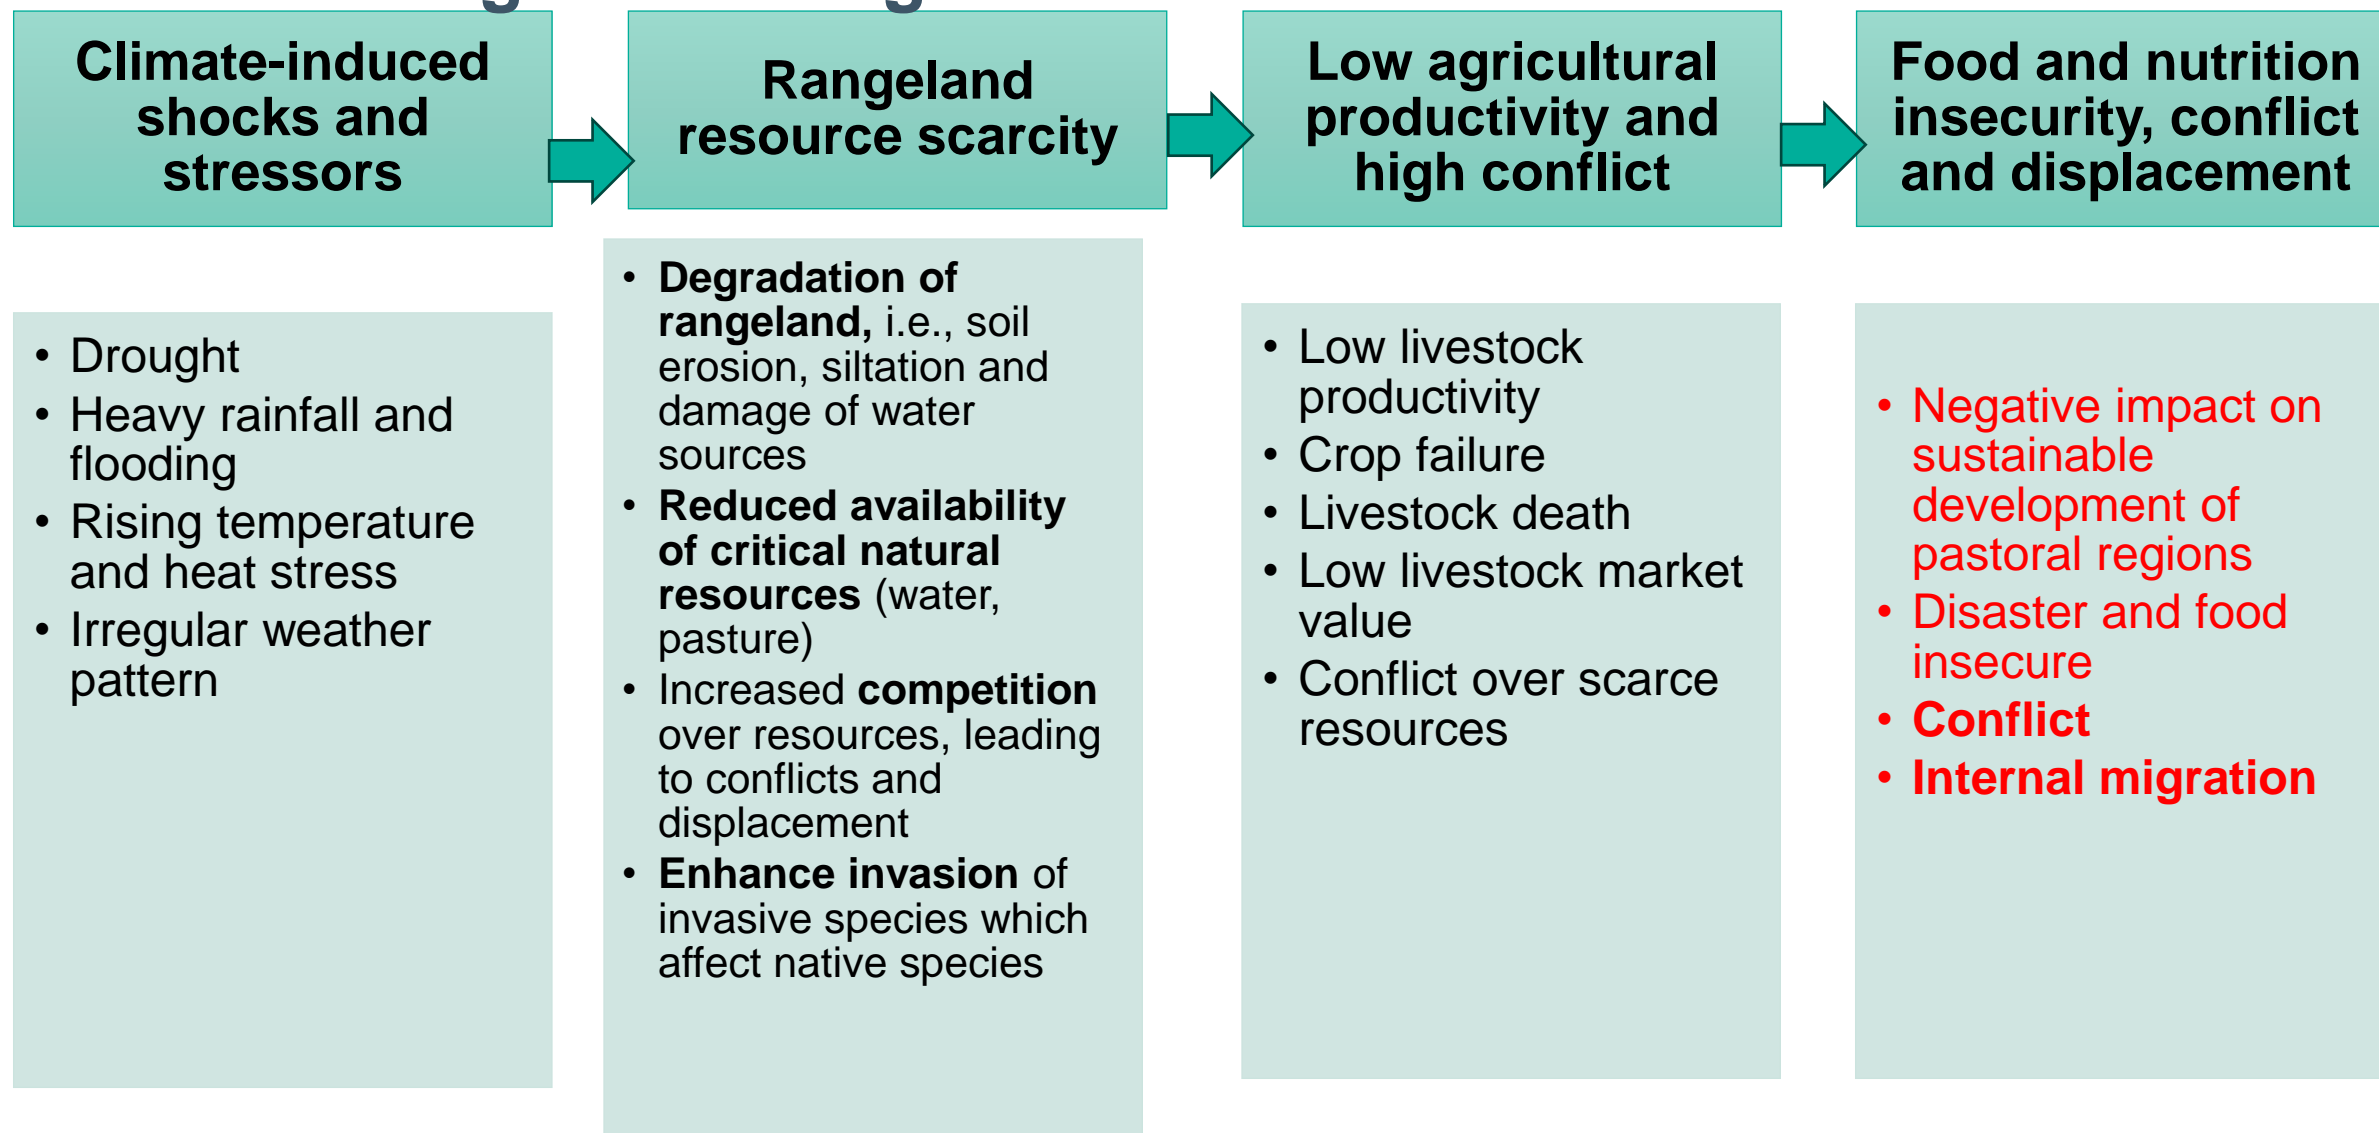 Climate-induced
shocks and
stressors
Rangeland
resource scarcity
Low agricultural
productivity and
high conflict
Food and nutrition
insecurity, conflict
and displacement
• Drought
• Heavy rainfall and
flooding
• Rising temperature
and heat stress
• Irregular weather
pattern
• Degradation of
rangeland, i.e., soil
erosion, siltation and
damage of water
sources
• Reduced availability
of critical natural
resources (water,
pasture)
• Increased competition
over resources, leading
to conflicts and
displacement
• Enhance invasion of
invasive species which
affect native species
• Low livestock
productivity
• Crop failure
• Livestock death
• Low livestock market
value
• Conflict over scarce
resources
• Negative impact on
sustainable
development of
pastoral regions
• Disaster and food
insecure
• Conflict
• Internal migration